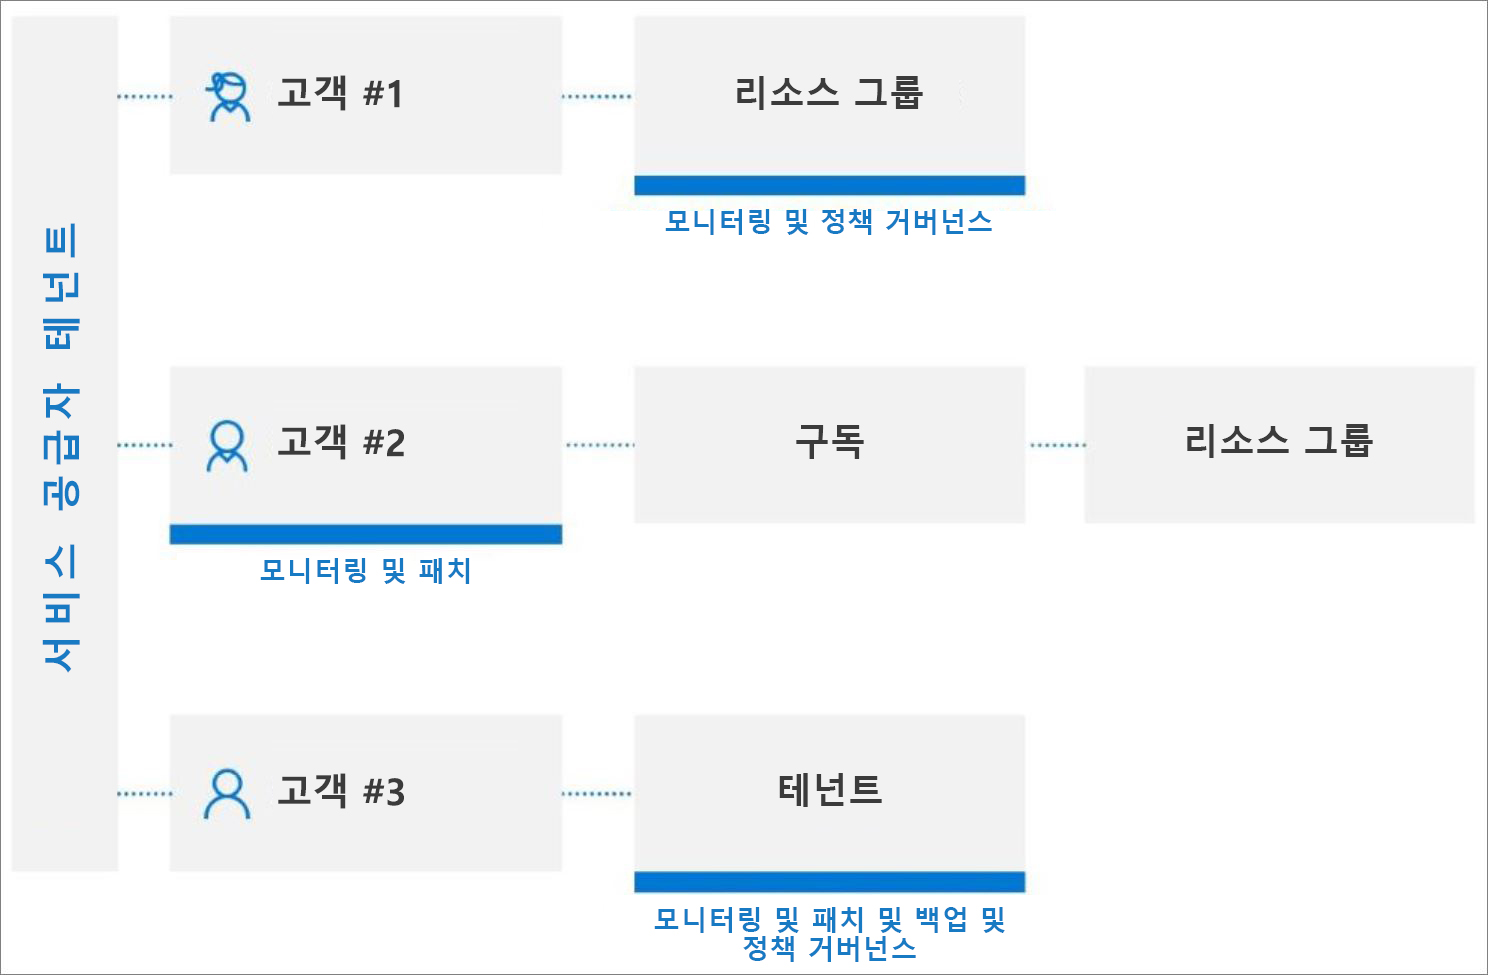 서비스 공급자 테넌트
고객 #1
리소스 그룹
모니터링 및 정책 거버넌스
고객 #2
구독
리소스 그룹
모니터링 및 패치
고객 #3
테넌트
모니터링 및 패치 및 백업 및
정책 거버넌스